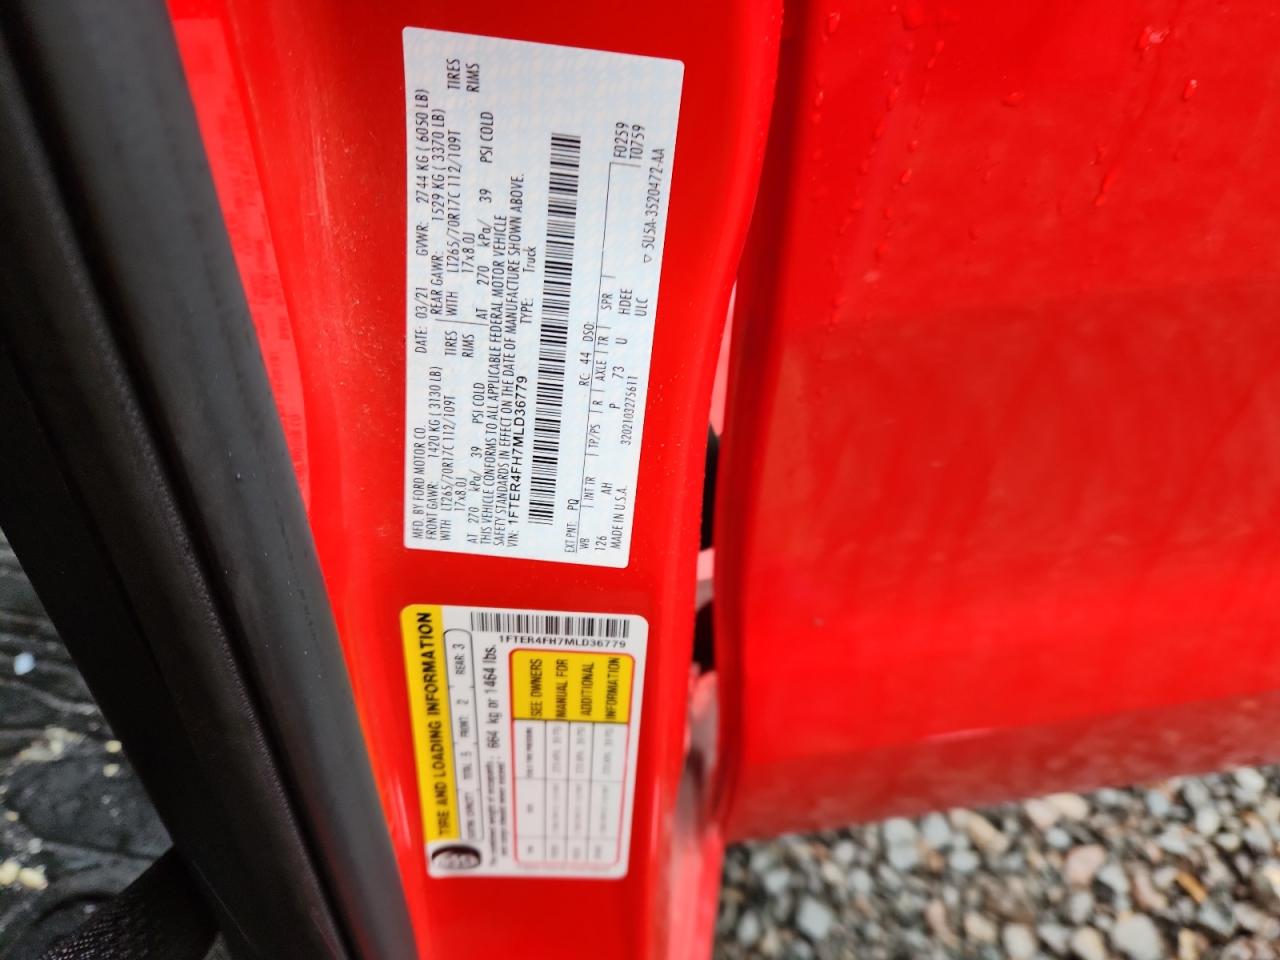 MFD. BY FORD MOTOR CO.
DATE: 03/21 GVWR: 2744 KG ( 6050 LB)
FRONT GAWR: 1420 KG ( 3130 LB) REAR GAWR: 1529 KG ( 3370 LB)
WITH LT265/70R17C 112/109T TIRES WITH LT265/70R17C 112/109T TIRES
17x8.0J RIMS 17x8.0J RIMS
AT 270 kPa/ 39 PSI COLD AT 270 kPa/ 39 PSI COLD
THIS VEHICLE CONFORMS TO ALL APPLICABLE FEDERAL MOTOR VEHICLE
SAFETY STANDARDS IN EFFECT ON THE DATE OF MANUFACTURE SHOWN ABOVE.
VIN: 1FTER4FH7MLD36779 TYPE: Truck
EXT PNT: PQ RC: 44 DSO: F0259
WB INT TR TP/PS R AXLE TR SPR T0759
126 AH P 73 U HDEE
MADE IN U.S.A. 3202103275611 ULC ▽ 5U5A-3520472-AA
TIRE AND LOADING INFORMATION
SEATING CAPACITY TOTAL 5 FRONT: 2 REAR: 3
664 kg or 1464 lbs.
1FTER4FH7MLD36779
SEE OWNERS
MANUAL FOR
ADDITIONAL
INFORMATION